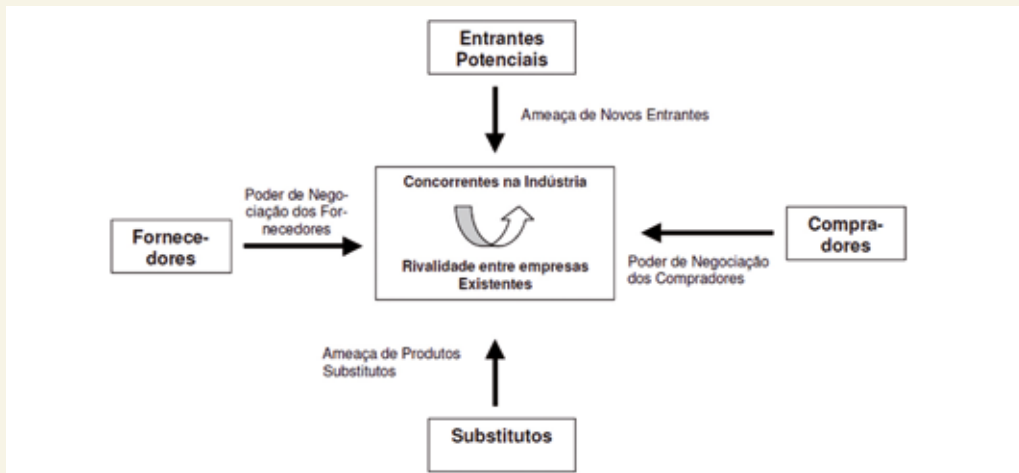 Entrantes
Potenciais
Ameaça de Novos Entrantes
Concorrentes na Indústria
Poder de Nego-
ciação dos For-
necedores
Fornece-
dores
Compra-
dores
Rivalidade entre empresas
Existentes
Poder de Negociação
dos Compradores
Ameaça de Produtos
Substitutos
Substitutos